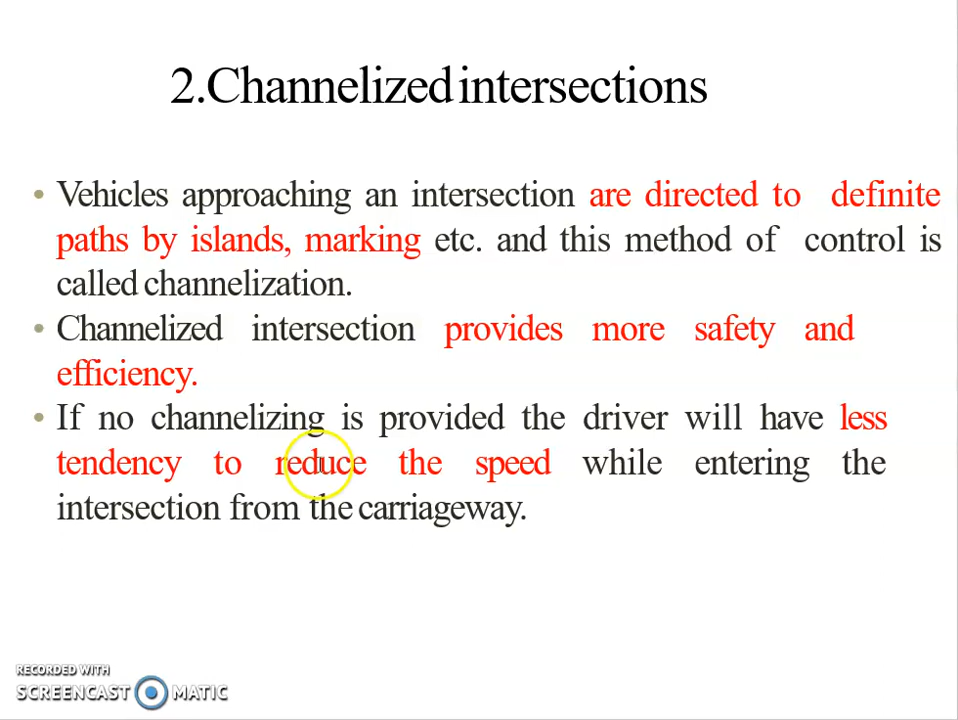 2.Channelized intersections
• Vehicles approaching an intersection are directed to definite
paths by islands, marking etc. and this method of control is
called channelization.
• Channelized intersection provides more safety and
efficiency.
• If no channelizing is provided the driver will have less
tendency to reduce the speed while entering the
intersection from the carriageway.
RECORDED WITH
SCREENCAST MATIC